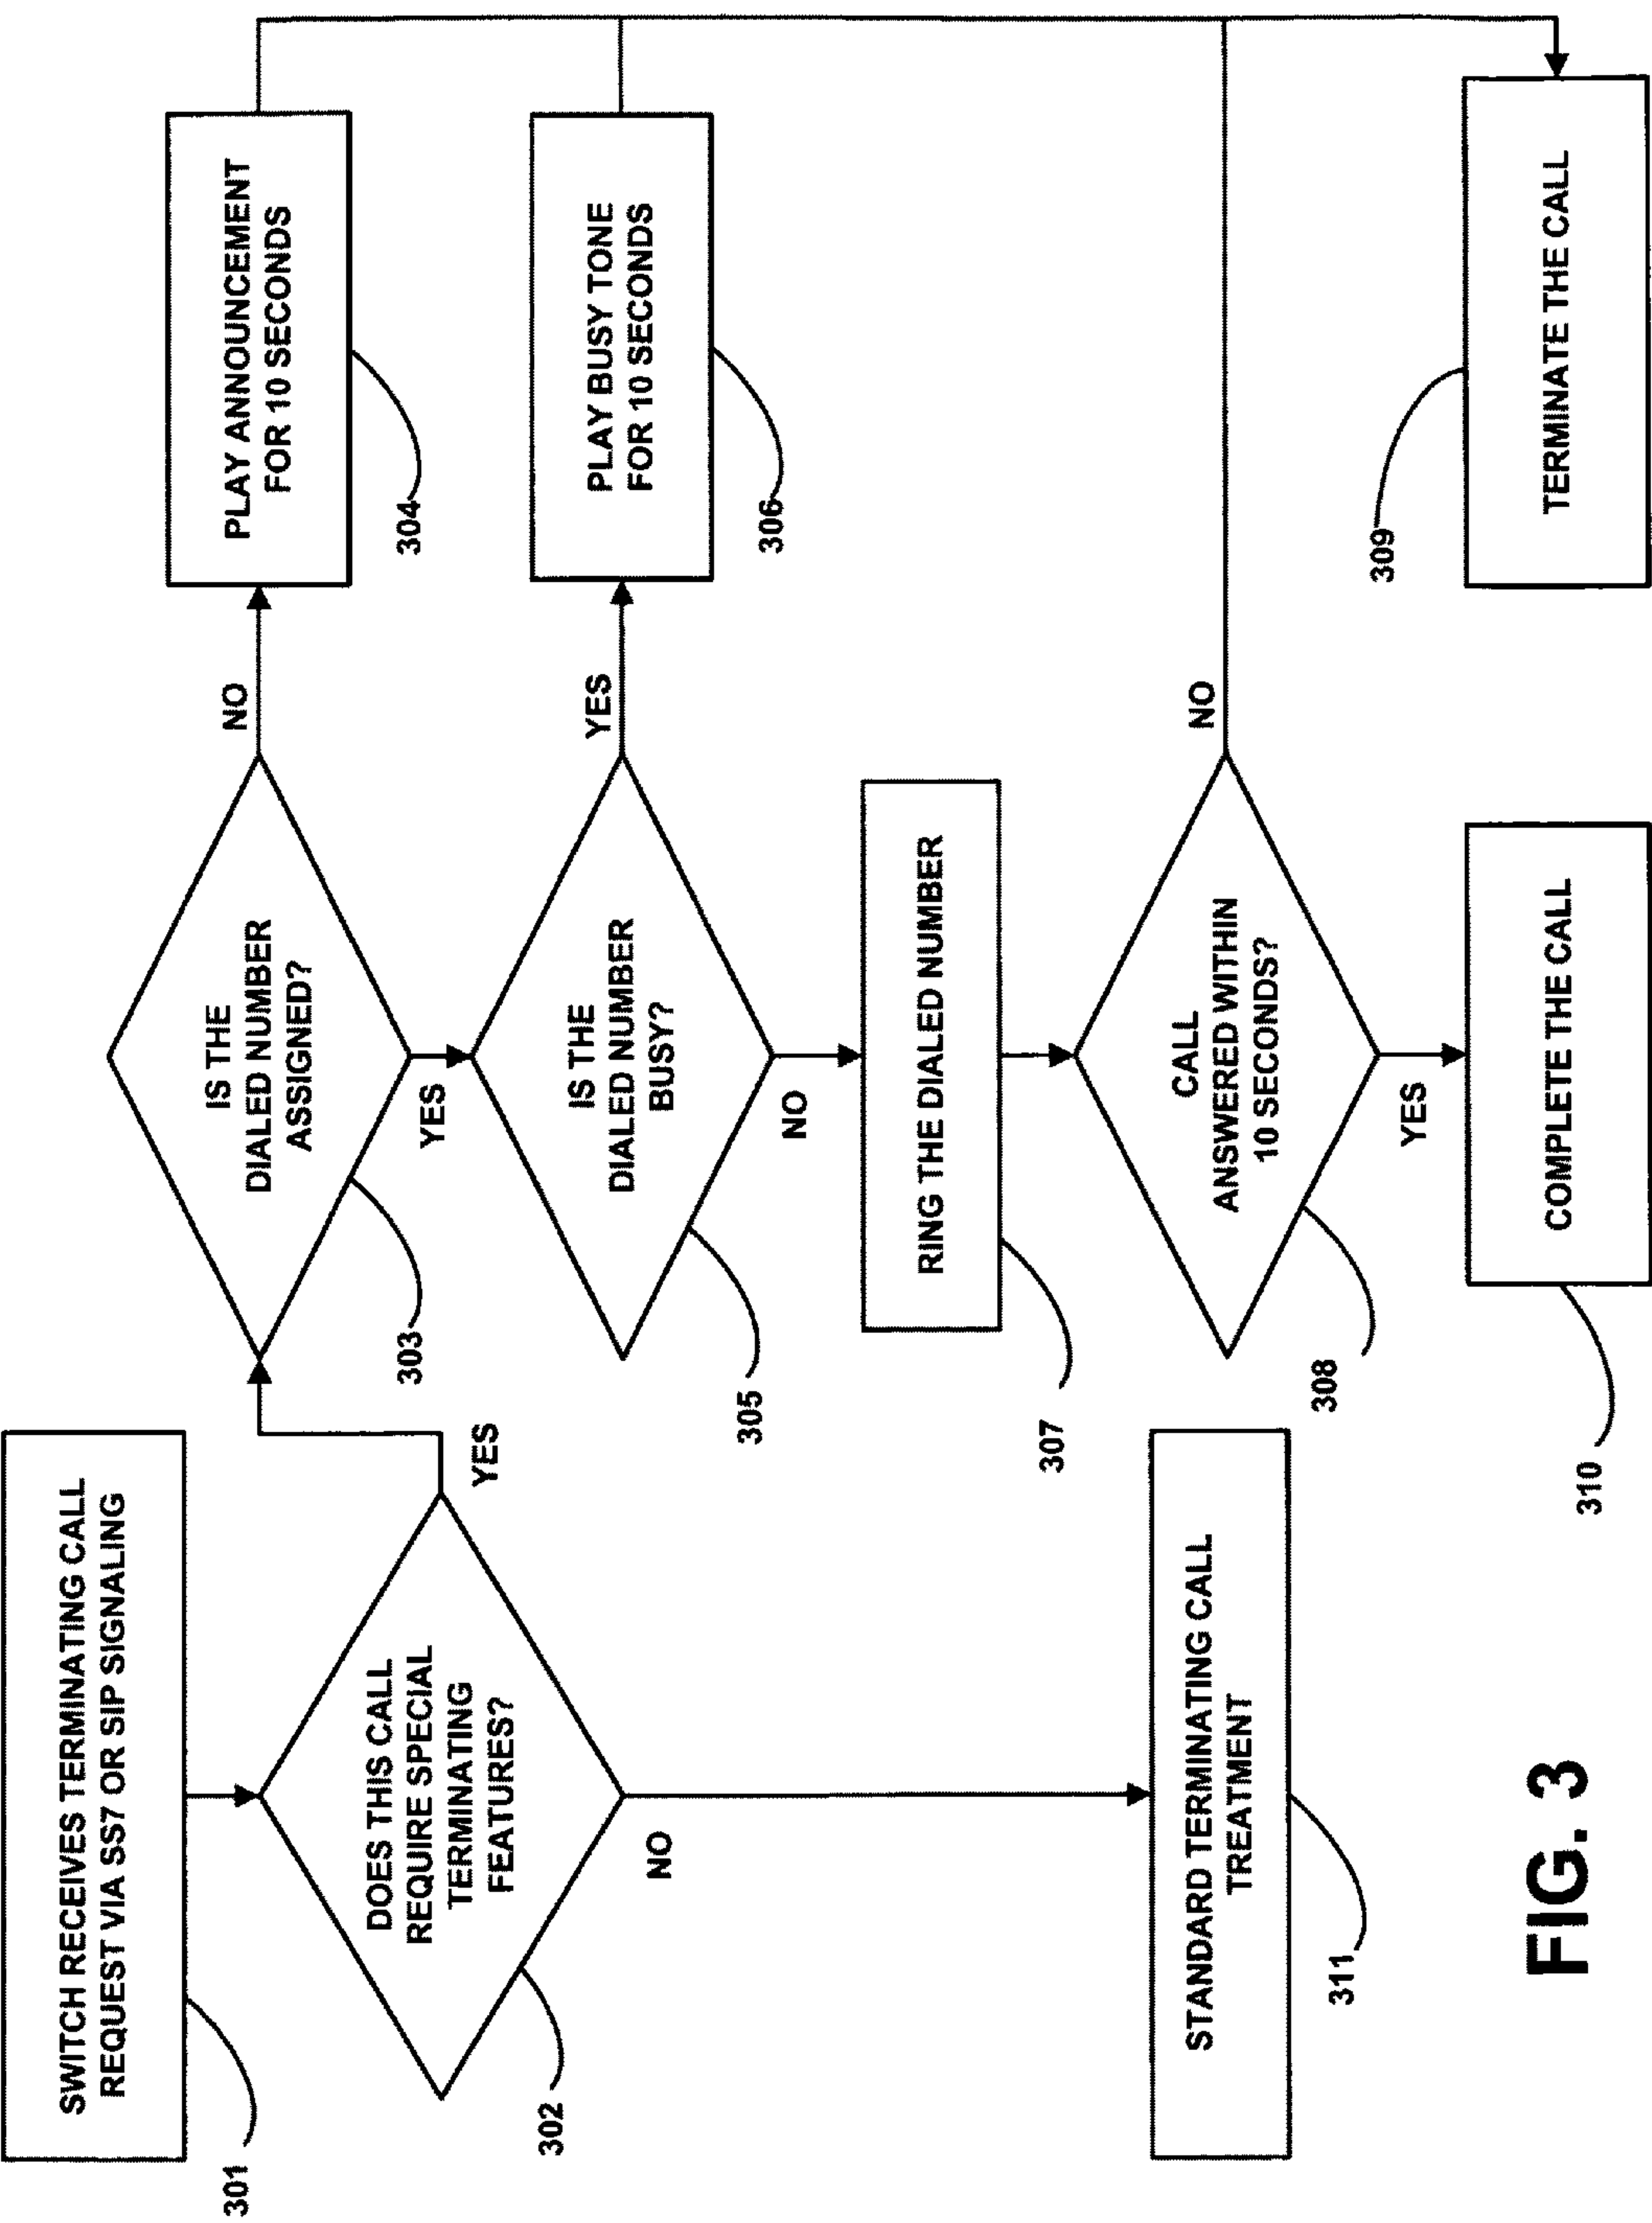 SWITCH RECEIVES TERMINATING CALL
REQUEST VIA SS7 OR SIP SIGNALING
301
DOES THIS CALL
REQUIRE SPECIAL
TERMINATING
FEATURES?
302
YES
NO
IS THE
DIALED NUMBER
ASSIGNED?
303
NO
YES
PLAY ANNOUNCEMENT
FOR 10 SECONDS
304
IS THE
DIALED NUMBER
BUSY?
305
YES
NO
PLAY BUSY TONE
FOR 10 SECONDS
306
RING THE DIALED NUMBER
307
CALL
ANSWERED WITHIN
10 SECONDS?
308
NO
YES
STANDARD TERMINATING CALL
TREATMENT
311
COMPLETE THE CALL
310
TERMINATE THE CALL
309
FIG. 3